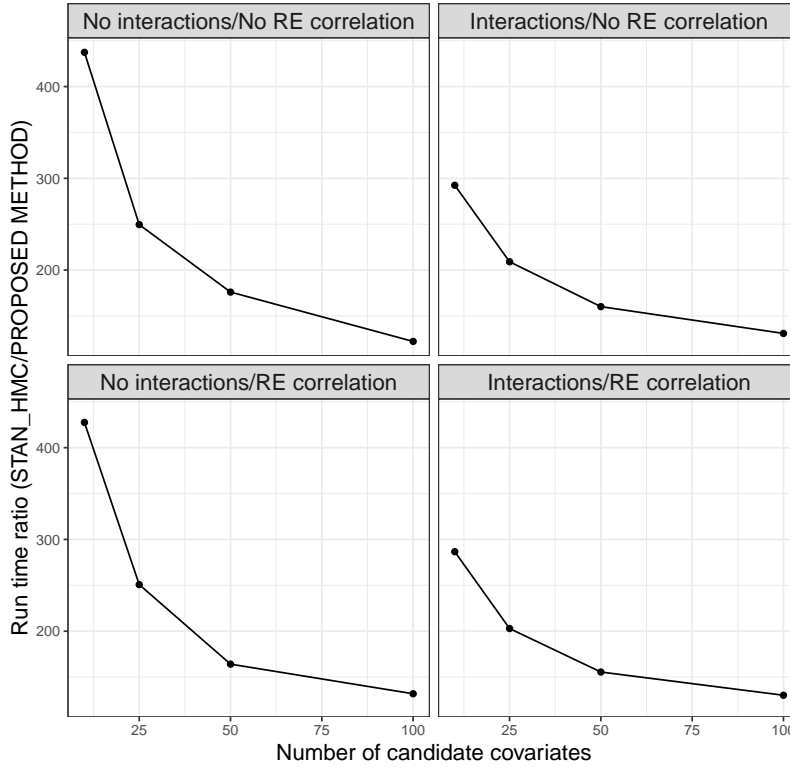 No interactions/No RE correlation
Interactions/No RE correlation
400
300
200
No interactions/RE correlation
Interactions/RE correlation
400
300
200
25
50
75
100
25
50
75
100
Number of candidate covariates
Run time ratio (STAN_HMC/PROPOSED METHOD)